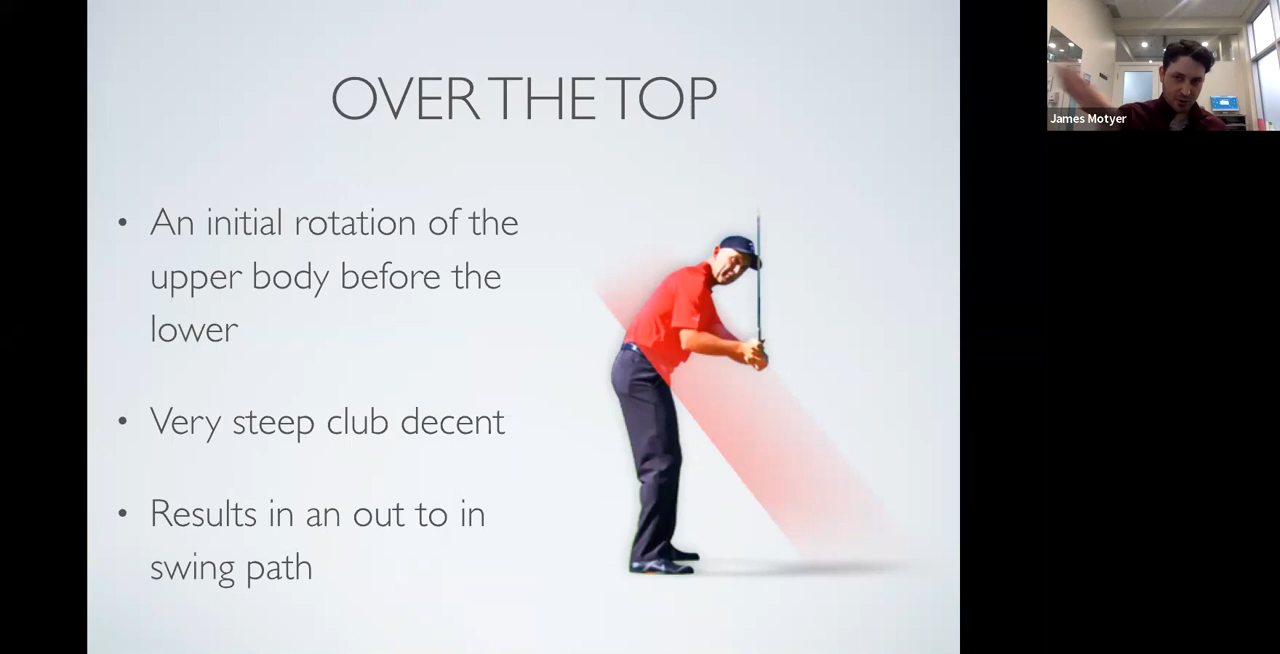 OVER THE TOP
• An initial rotation of the
upper body before the
lower
• Very steep club decent
• Results in an out to in
swing path
James Motyer